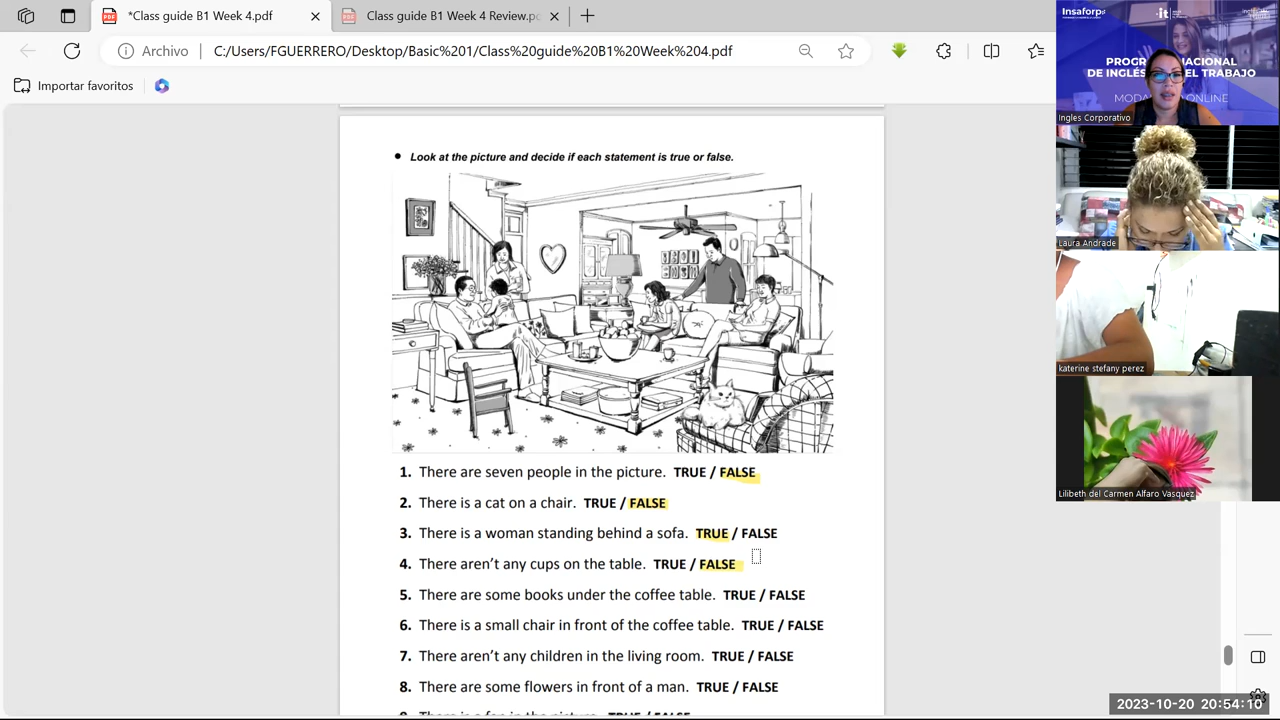 *Class guide B1 Week 4.pdf
Class guide B1 Week 3 Review.pdf
Archivo
C:/Users/FGUERRERO/Desktop/Basic%201/Class%20guide%20B1%20Week%204.pdf
Importar favoritos
Look at the picture and decide if each statement is true or false.
1. There are seven people in the picture. TRUE / FALSE
2. There is a cat on a chair. TRUE / FALSE
3. There is a woman standing behind a sofa. TRUE / FALSE
4. There aren't any cups on the table. TRUE / FALSE
5. There are some books under the coffee table. TRUE / FALSE
6. There is a small chair in front of the coffee table. TRUE / FALSE
7. There aren't any children in the living room. TRUE / FALSE
8. There are some flowers in front of a man. TRUE / FALSE
Insaforp
Ingles Corporativo
Laura Andrade
katerine stefany perez
Lilibeth del Carmen Alfaro Vasquez
2023-10-20 20:54:10